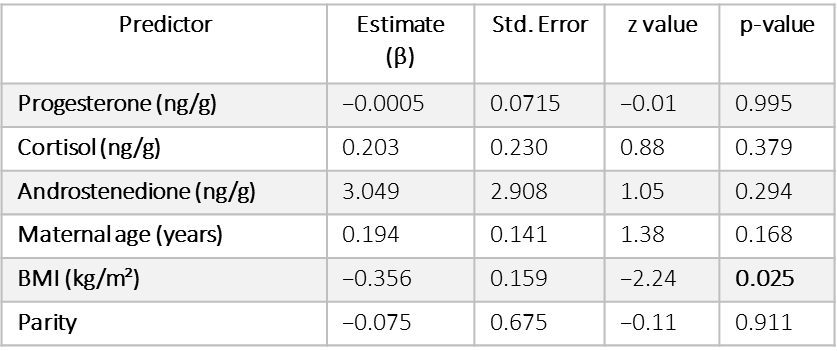 Predictor Estimate (β) Std. Error z value p-value
Progesterone (ng/g) −0.0005 0.0715 −0.01 0.995
Cortisol (ng/g) 0.203 0.230 0.88 0.379
Androstenedione (ng/g) 3.049 2.908 1.05 0.294
Maternal age (years) 0.194 0.141 1.38 0.168
BMI (kg/m²) −0.356 0.159 −2.24 0.025
Parity −0.075 0.675 −0.11 0.911